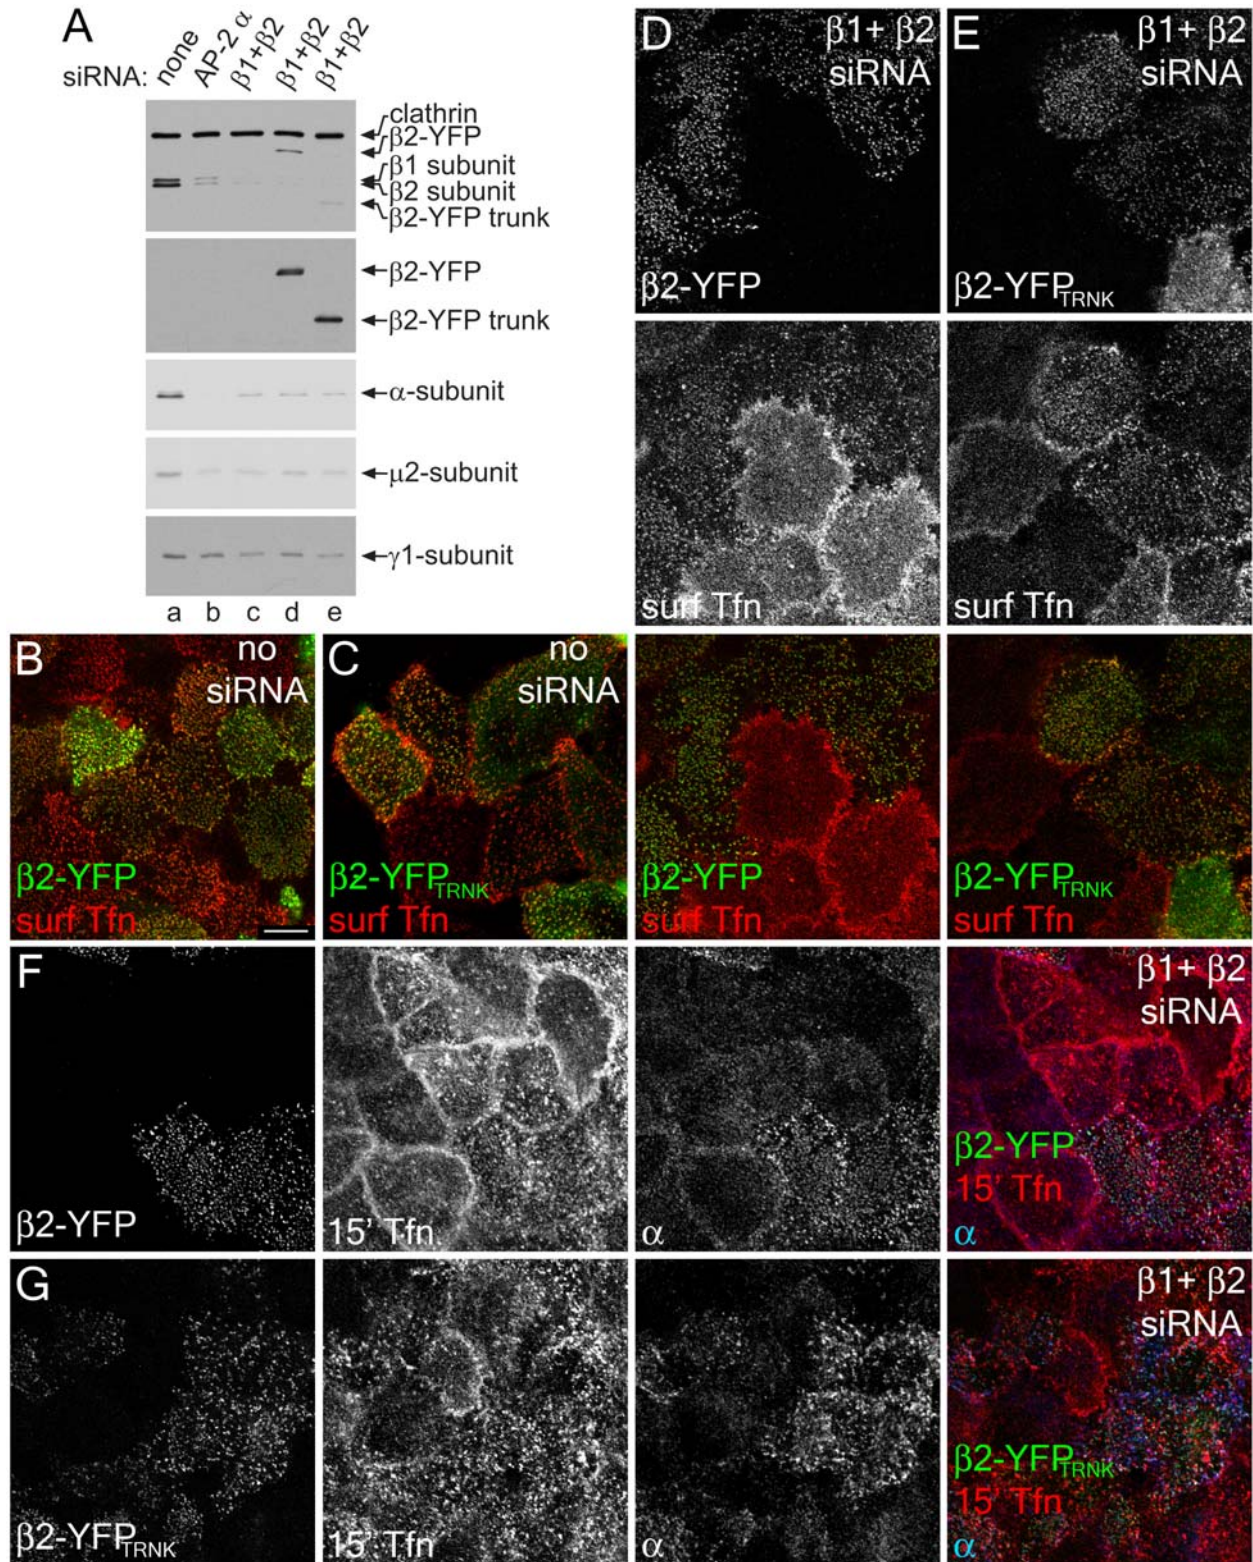 A
siRNA: none AP-2 α β1+β2 β1+β2 β1+β2
clathrin
β2-YFP
β1 subunit
β2 subunit
β2-YFP trunk
β2-YFP
β2-YFP trunk
α-subunit
μ2-subunit
γ1-subunit
a b c d e
D β1+ β2
siRNA
β2-YFP
surf Tfn
β2-YFP
surf Tfn
E β1+ β2
siRNA
β2-YFPTRNK
surf Tfn
β2-YFPTRNK
surf Tfn
B no
siRNA
β2-YFP
surf Tfn
C no
siRNA
β2-YFPTRNK
surf Tfn
F
β2-YFP
15' Tfn
α
β1+ β2
siRNA
β2-YFP
15' Tfn
α
G
β2-YFPTRNK
15' Tfn
α
β1+ β2
siRNA
β2-YFPTRNK
15' Tfn
α